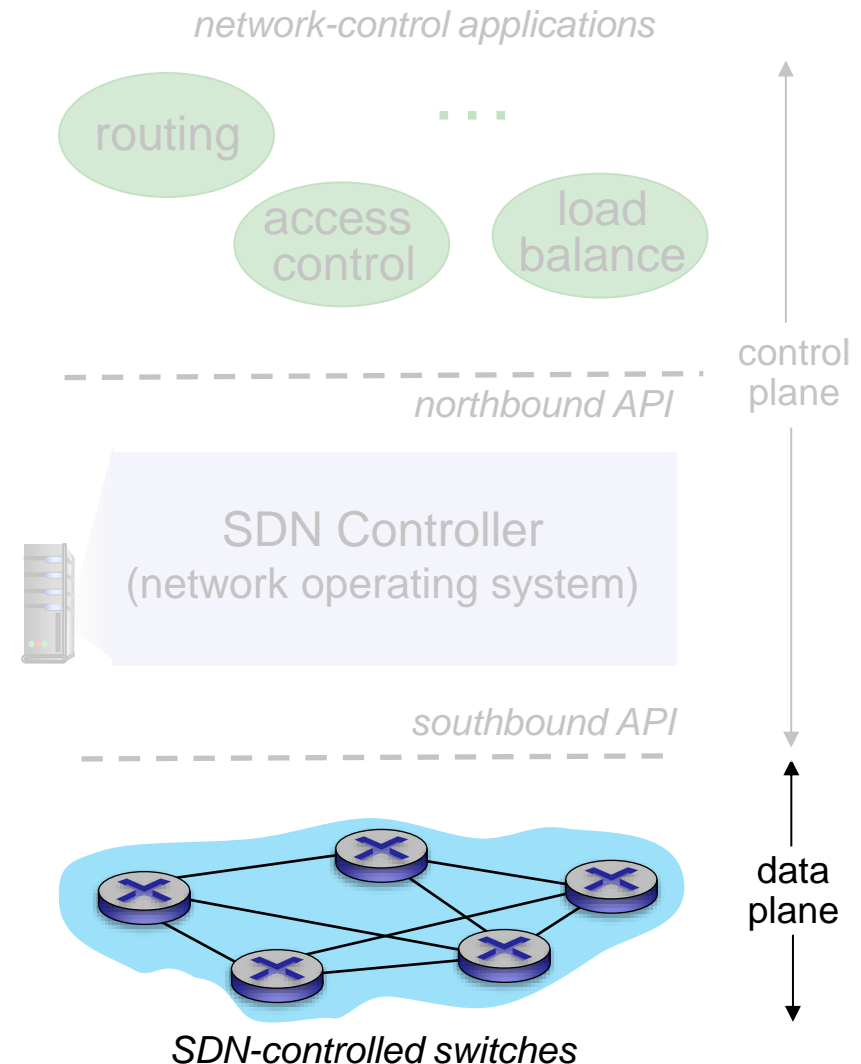 network-control applications
routing
. . .
access
control
load
balance
control
plane
northbound API
SDN Controller
(network operating system)
southbound API
data
plane
SDN-controlled switches